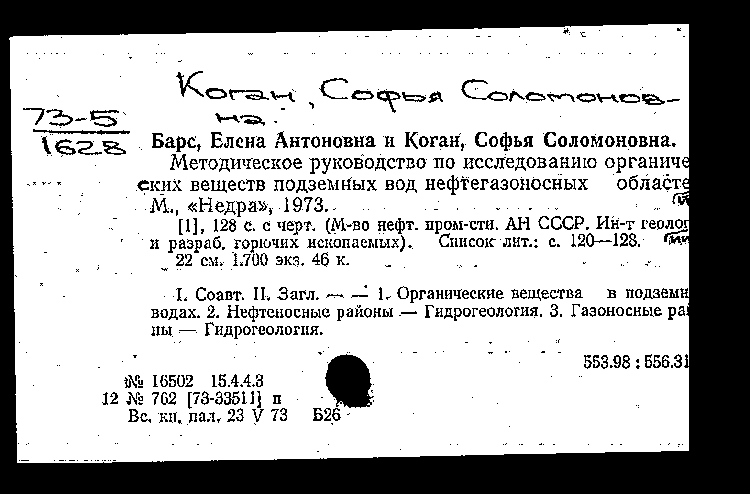 Коган, Софья Соломонов-
на.
73-5
1628
Барс, Елена Антоновна и Коган, Софья Соломоновна.
Методическое руководство по исследованию органиче
ских веществ подземных вод нефтегазоносных областе
М., «Недра», 1973.
[1], 128 с. с черт. (М-во нефт. пром-сти. АН СССР. Ин-т геолог
и разраб. горючих ископаемых). Список лит.: с. 120—128.
22 см. 1.700 экз. 46 к.
I. Соавт. II. Загл. — — 1. Органические вещества в подземн
водах. 2. Нефтеносные районы — Гидрогеология. 3. Газоносные рай
ны — Гидрогеология.
553.98 : 556.31
№ 16502 15.4.4.3
12 № 762 [73-33511] п
Вс. кн. пал. 23 V 73 Б26